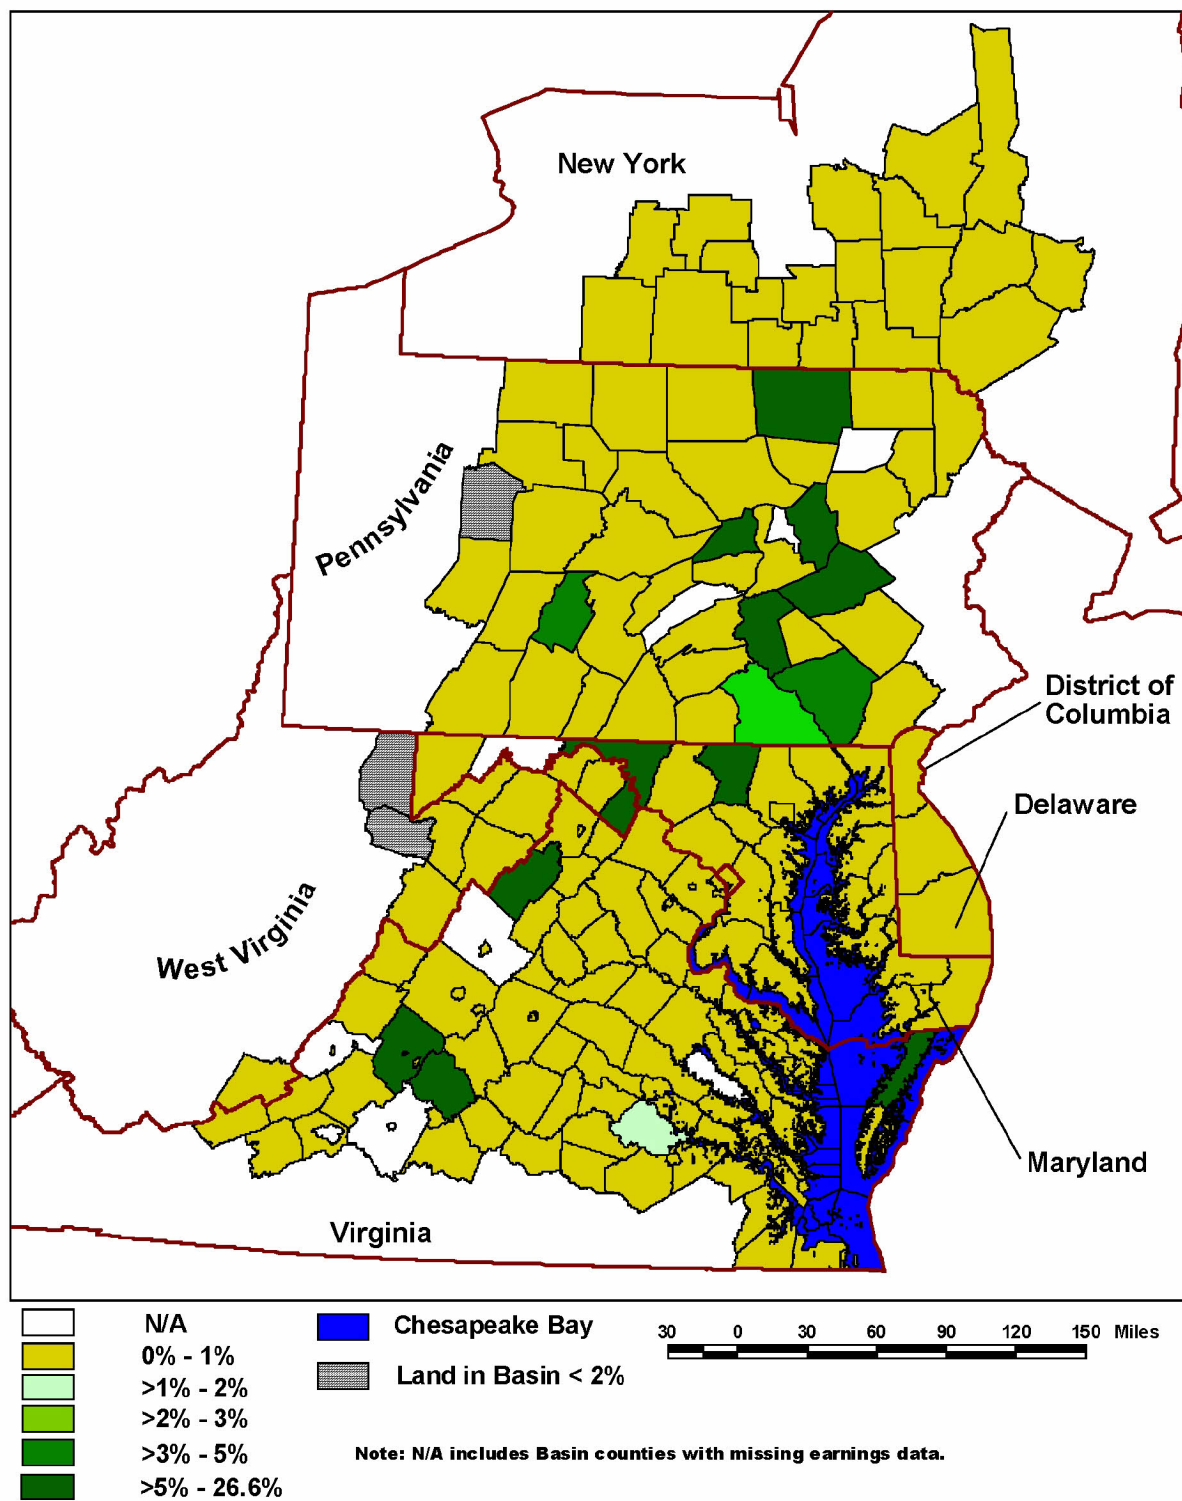 New York
Pennsylvania
District of
Columbia
Delaware
West Virginia
Maryland
Virginia
N/A
0% - 1%
>1% - 2%
>2% - 3%
>3% - 5%
>5% - 26.6%
Chesapeake Bay
Land in Basin < 2%
30 0 30 60 90 120 150 Miles
Note: N/A includes Basin counties with missing earnings data.